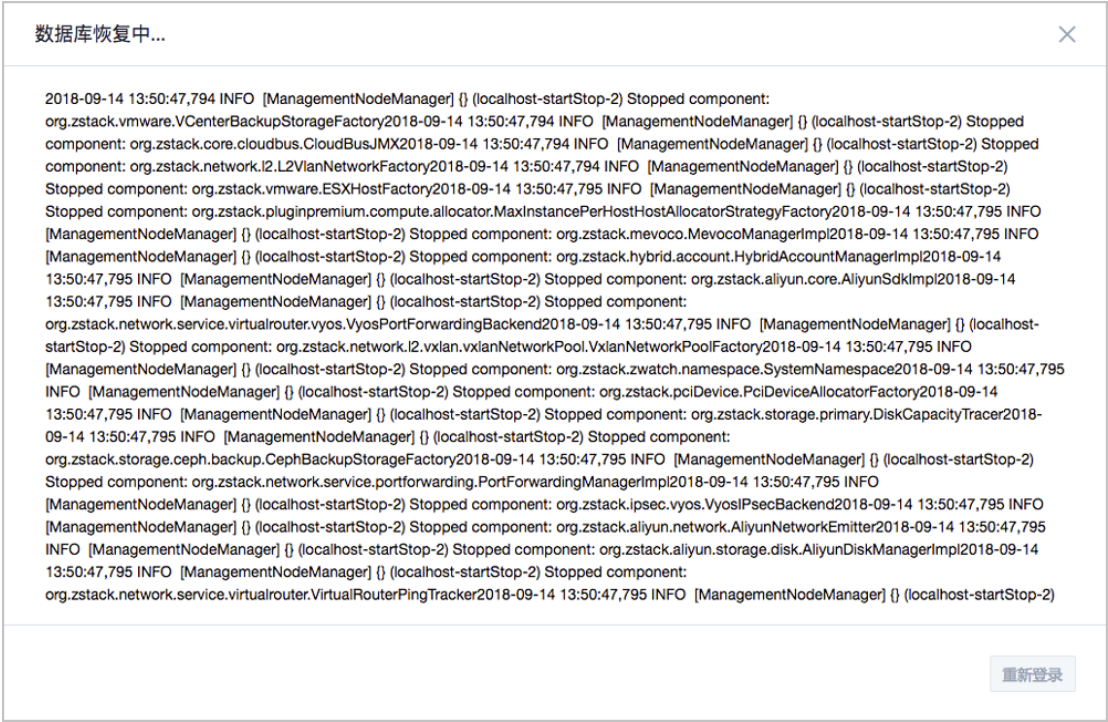 数据库恢复中...
2018-09-14 13:50:47,794 INFO  [ManagementNodeManager] {} (localhost-startStop-2) Stopped component:
org.zstack.vmware.VCenterBackupStorageFactory2018-09-14 13:50:47,794 INFO  [ManagementNodeManager] {} (localhost-startStop-2) Stopped
component: org.zstack.core.cloudbus.CloudBusJMX2018-09-14 13:50:47,794 INFO  [ManagementNodeManager] {} (localhost-startStop-2) Stopped
component: org.zstack.network.l2.L2VlanNetworkFactory2018-09-14 13:50:47,794 INFO  [ManagementNodeManager] {} (localhost-startStop-2)
Stopped component: org.zstack.vmware.ESXHostFactory2018-09-14 13:50:47,795 INFO  [ManagementNodeManager] {} (localhost-startStop-2)
Stopped component: org.zstack.pluginpremium.compute.allocator.MaxInstancePerHostHostAllocatorStrategyFactory2018-09-14 13:50:47,795 INFO
[ManagementNodeManager] {} (localhost-startStop-2) Stopped component: org.zstack.mevoco.MevocoManagerImpl2018-09-14 13:50:47,795 INFO
[ManagementNodeManager] {} (localhost-startStop-2) Stopped component: org.zstack.hybrid.account.HybridAccountManagerImpl2018-09-14
13:50:47,795 INFO  [ManagementNodeManager] {} (localhost-startStop-2) Stopped component: org.zstack.aliyun.core.AliyunSdkImpl2018-09-14
13:50:47,795 INFO  [ManagementNodeManager] {} (localhost-startStop-2) Stopped component:
org.zstack.network.service.virtualrouter.vyos.VyosPortForwardingBackend2018-09-14 13:50:47,795 INFO  [ManagementNodeManager] {} (localhost-
startStop-2) Stopped component: org.zstack.network.l2.vxlan.vxlanNetworkPool.VxlanNetworkPoolFactory2018-09-14 13:50:47,795 INFO
[ManagementNodeManager] {} (localhost-startStop-2) Stopped component: org.zstack.zwatch.namespace.SystemNamespace2018-09-14 13:50:47,795
INFO  [ManagementNodeManager] {} (localhost-startStop-2) Stopped component: org.zstack.pciDevice.PciDeviceAllocatorFactory2018-09-14
13:50:47,795 INFO  [ManagementNodeManager] {} (localhost-startStop-2) Stopped component: org.zstack.storage.primary.DiskCapacityTracer2018-
09-14 13:50:47,795 INFO  [ManagementNodeManager] {} (localhost-startStop-2) Stopped component:
org.zstack.storage.ceph.backup.CephBackupStorageFactory2018-09-14 13:50:47,795 INFO  [ManagementNodeManager] {} (localhost-startStop-2)
Stopped component: org.zstack.network.service.portforwarding.PortForwardingManagerImpl2018-09-14 13:50:47,795 INFO
[ManagementNodeManager] {} (localhost-startStop-2) Stopped component: org.zstack.ipsec.vyos.VyosIPsecBackend2018-09-14 13:50:47,795 INFO
[ManagementNodeManager] {} (localhost-startStop-2) Stopped component: org.zstack.aliyun.network.AliyunNetworkEmitter2018-09-14 13:50:47,795
INFO  [ManagementNodeManager] {} (localhost-startStop-2) Stopped component: org.zstack.aliyun.storage.disk.AliyunDiskManagerImpl2018-09-14
13:50:47,795 INFO  [ManagementNodeManager] {} (localhost-startStop-2) Stopped component:
org.zstack.network.service.virtualrouter.VirtualRouterPingTracker2018-09-14 13:50:47,795 INFO  [ManagementNodeManager] {} (localhost-startStop-2)
重新登录